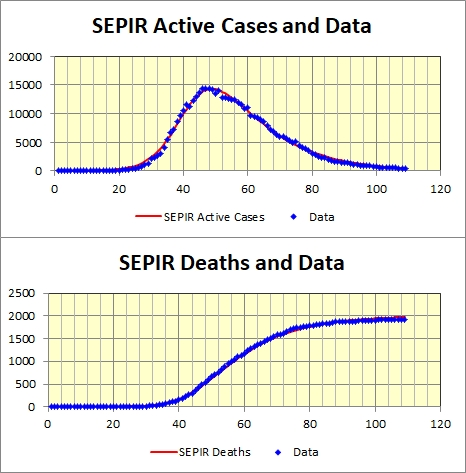 SEPIR Active Cases and Data
20000
15000
10000
5000
0
0 20 40 60 80 100 120
SEPIR Active Cases Data
SEPIR Deaths and Data
2500
2000
1500
1000
500
0
0 20 40 60 80 100 120
SEPIR Deaths Data